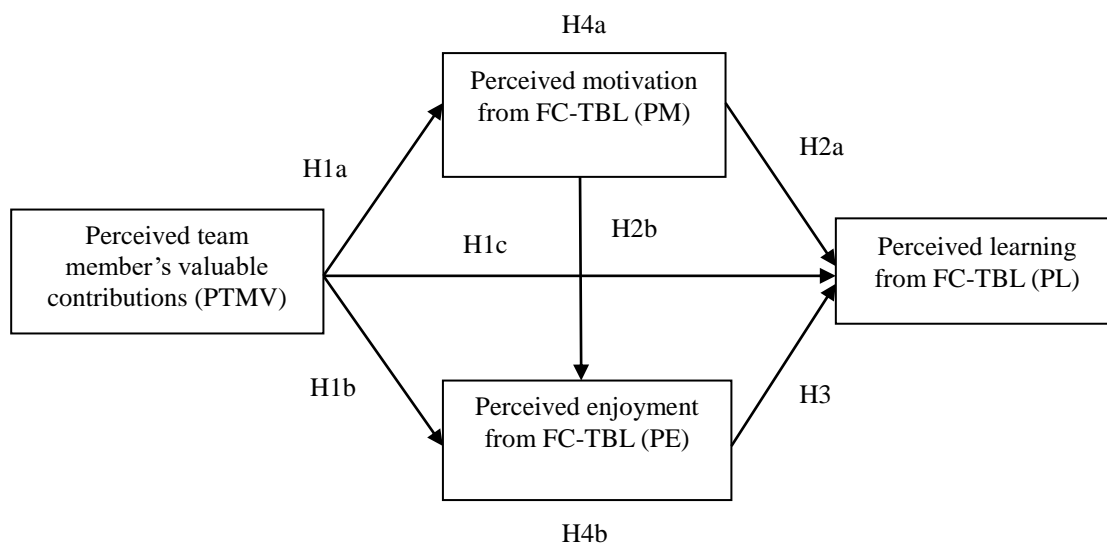 H4a
Perceived motivation
from FC-TBL (PM)
H1a
H2a
Perceived team
member’s valuable
contributions (PTMV)
H1c
H2b
Perceived learning
from FC-TBL (PL)
H1b
Perceived enjoyment
from FC-TBL (PE)
H3
H4b